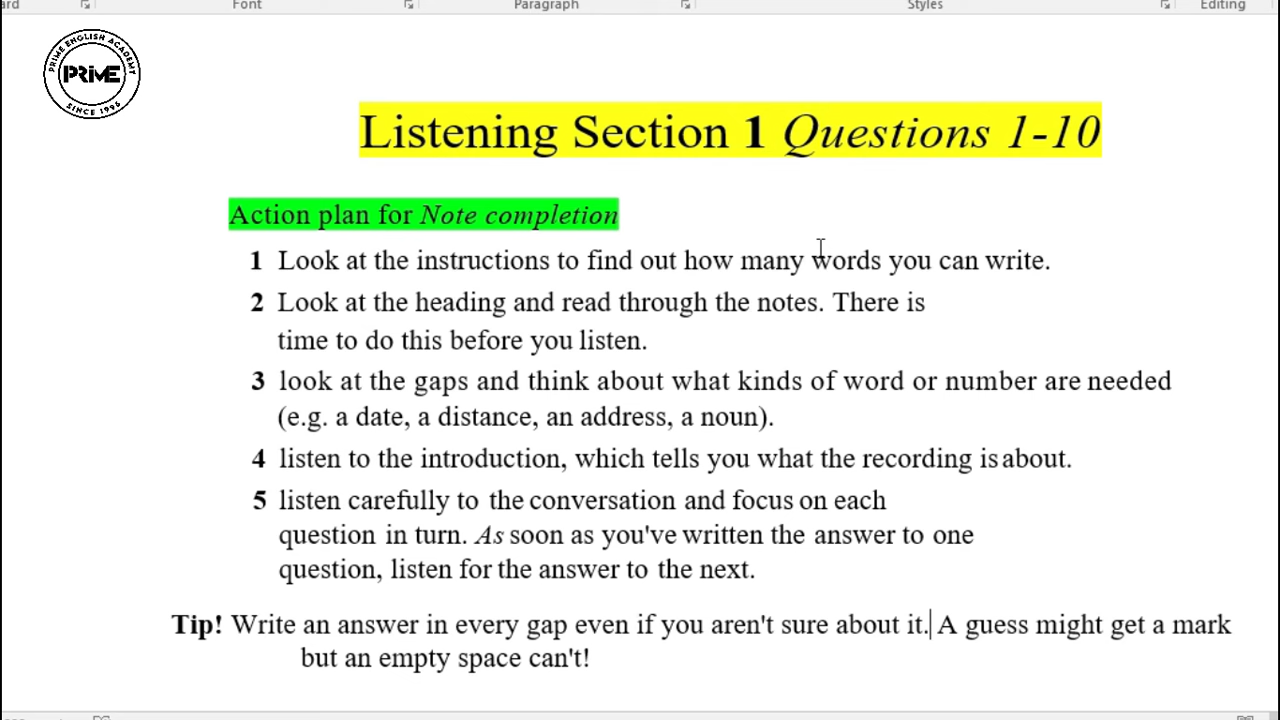 ard
Font
Paragraph
Styles
Editing
PRIME ENGLISH ACADEMY
PRIME
SINCE 1996
Listening Section 1 Questions 1-10
Action plan for Note completion
1 Look at the instructions to find out how many words you can write.
2 Look at the heading and read through the notes. There is
time to do this before you listen.
3 look at the gaps and think about what kinds of word or number are needed
(e.g. a date, a distance, an address, a noun).
4 listen to the introduction, which tells you what the recording is about.
5 listen carefully to the conversation and focus on each
question in turn. As soon as you've written the answer to one
question, listen for the answer to the next.
Tip! Write an answer in every gap even if you aren't sure about it. A guess might get a mark
but an empty space can't!